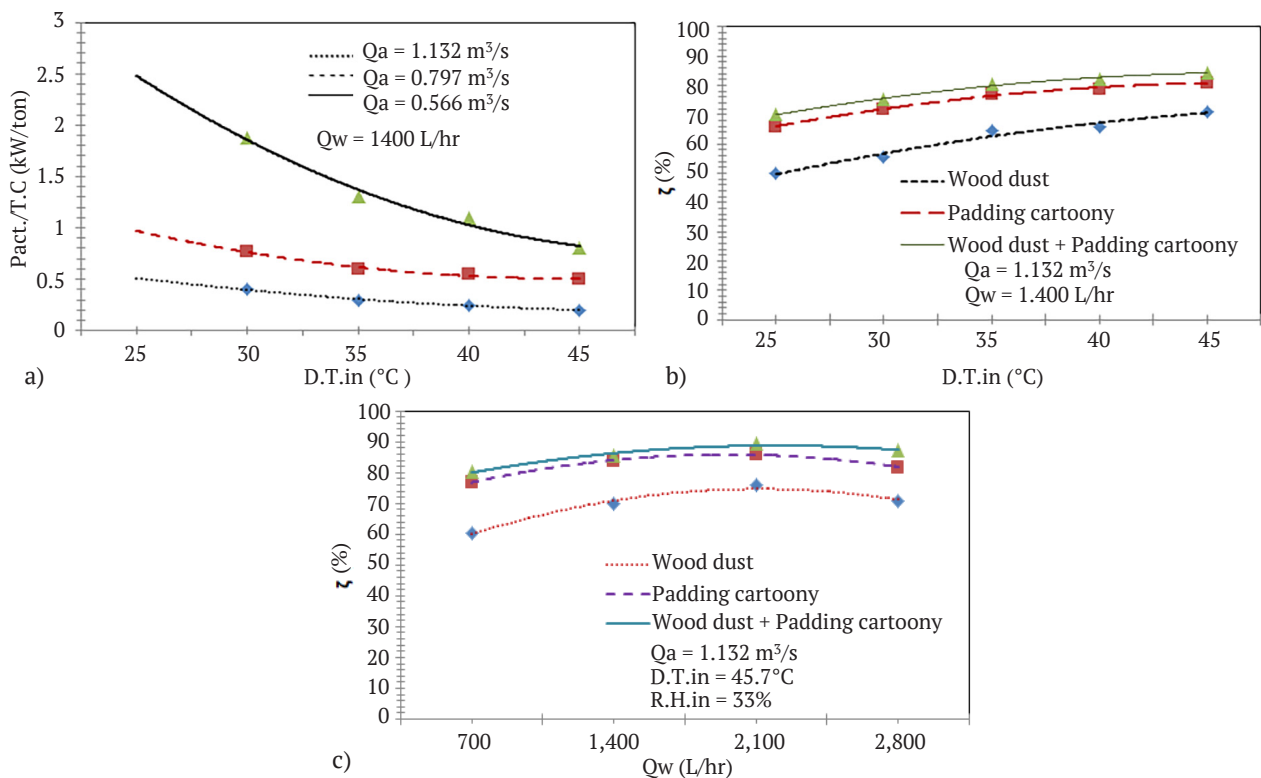 3
2.5
2
1.5
1
0.5
0
Pact./T.C (kW/ton)
Qa = 1.132 m³/s
Qa = 0.797 m³/s
Qa = 0.566 m³/s
Qw = 1400 L/hr
25 30 35 40 45
D.T.in (°C )
a)
100
90
80
70
60
50
40
30
20
10
0
ζ (%)
Wood dust
Padding cartoony
Wood dust + Padding cartoony
Qa = 1.132 m³/s
Qw = 1.400 L/hr
25 30 35 40 45
D.T.in (°C)
b)
100
90
80
70
60
50
40
30
20
10
0
ζ (%)
Wood dust
Padding cartoony
Wood dust + Padding cartoony
Qa = 1.132 m³/s
D.T.in = 45.7°C
R.H.in = 33%
700 1,400 2,100 2,800
Qw (L/hr)
c)